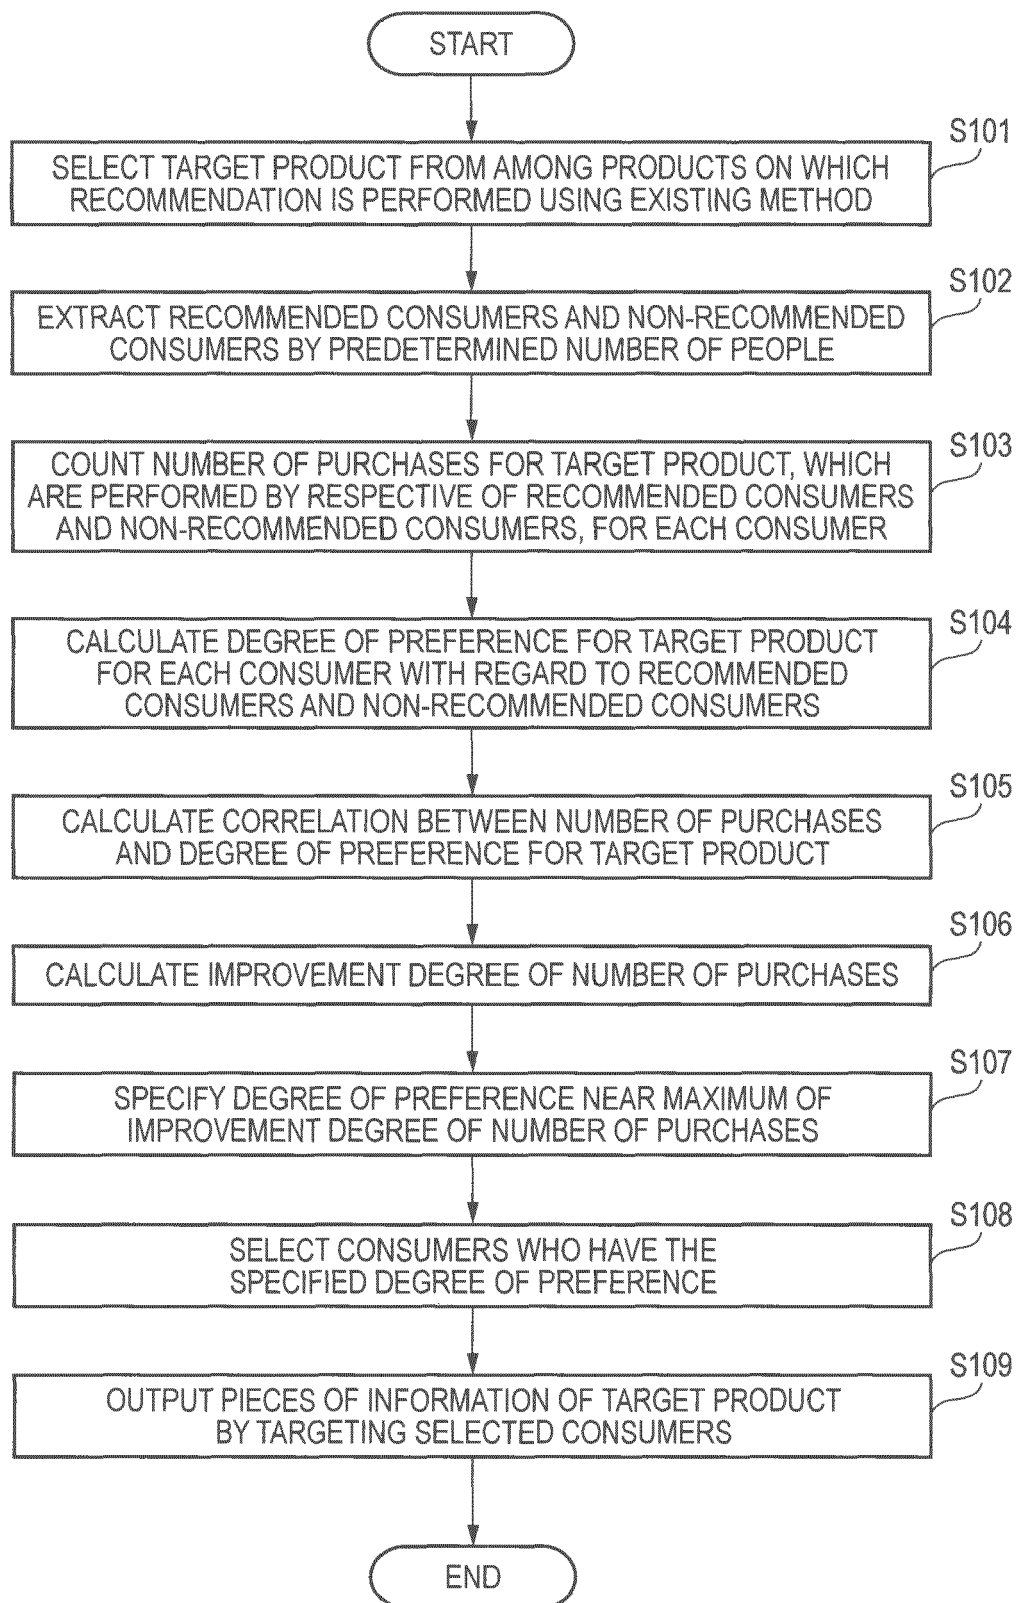 START
S101
SELECT TARGET PRODUCT FROM AMONG PRODUCTS ON WHICH
RECOMMENDATION IS PERFORMED USING EXISTING METHOD
S102
EXTRACT RECOMMENDED CONSUMERS AND NON-RECOMMENDED
CONSUMERS BY PREDETERMINED NUMBER OF PEOPLE
S103
COUNT NUMBER OF PURCHASES FOR TARGET PRODUCT, WHICH
ARE PERFORMED BY RESPECTIVE OF RECOMMENDED CONSUMERS
AND NON-RECOMMENDED CONSUMERS, FOR EACH CONSUMER
S104
CALCULATE DEGREE OF PREFERENCE FOR TARGET PRODUCT
FOR EACH CONSUMER WITH REGARD TO RECOMMENDED
CONSUMERS AND NON-RECOMMENDED CONSUMERS
S105
CALCULATE CORRELATION BETWEEN NUMBER OF PURCHASES
AND DEGREE OF PREFERENCE FOR TARGET PRODUCT
S106
CALCULATE IMPROVEMENT DEGREE OF NUMBER OF PURCHASES
S107
SPECIFY DEGREE OF PREFERENCE NEAR MAXIMUM OF
IMPROVEMENT DEGREE OF NUMBER OF PURCHASES
S108
SELECT CONSUMERS WHO HAVE THE
SPECIFIED DEGREE OF PREFERENCE
S109
OUTPUT PIECES OF INFORMATION OF TARGET PRODUCT
BY TARGETING SELECTED CONSUMERS
END